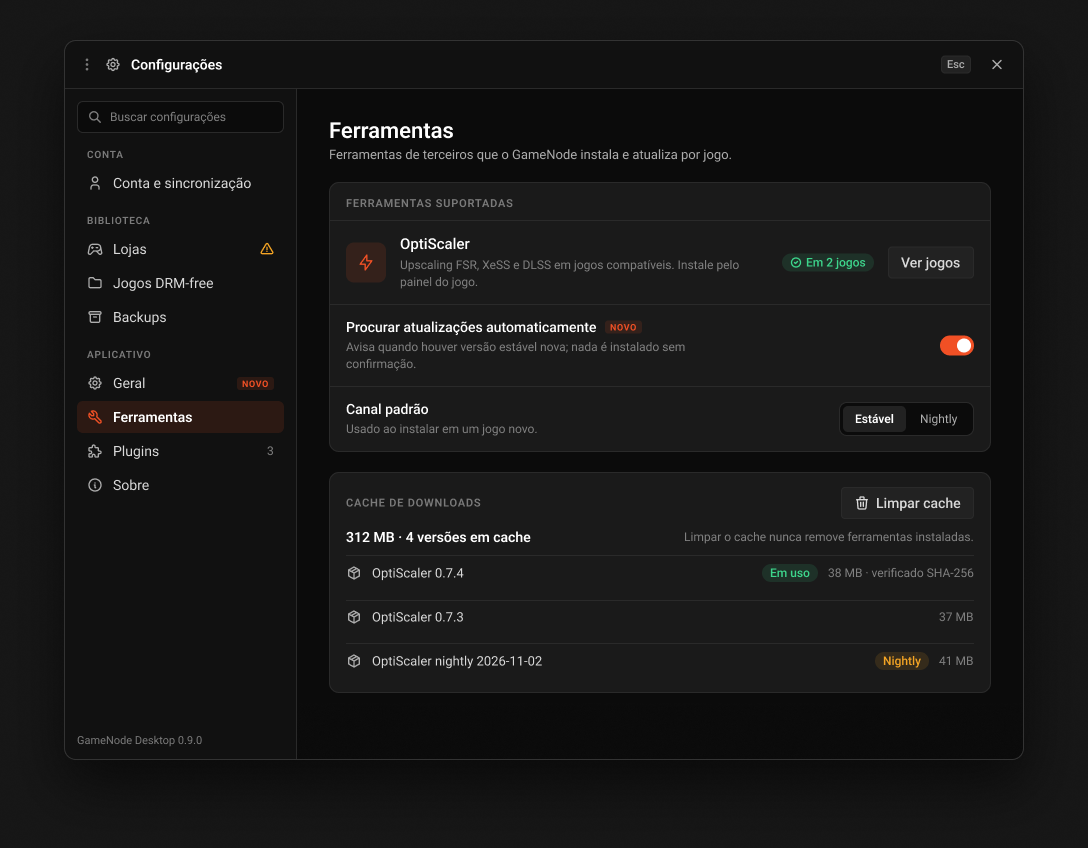 Configurações
Esc
Buscar configurações
CONTA
Conta e sincronização
BIBLIOTECA
Lojas
Jogos DRM-free
Backups
APLICATIVO
Geral NOVO
Ferramentas
Plugins 3
Sobre
GameNode Desktop 0.9.0
Ferramentas
Ferramentas de terceiros que o GameNode instala e atualiza por jogo.
FERRAMENTAS SUPORTADAS
OptiScaler
Upscaling FSR, XeSS e DLSS em jogos compatíveis. Instale pelo
painel do jogo.
Em 2 jogos
Ver jogos
Procurar atualizações automaticamente NOVO
Avisa quando houver versão estável nova; nada é instalado sem
confirmação.
Canal padrão
Usado ao instalar em um jogo novo.
Estável Nightly
CACHE DE DOWNLOADS
Limpar cache
312 MB · 4 versões em cache
Limpar o cache nunca remove ferramentas instaladas.
OptiScaler 0.7.4
Em uso 38 MB · verificado SHA-256
OptiScaler 0.7.3
37 MB
OptiScaler nightly 2026-11-02
Nightly 41 MB